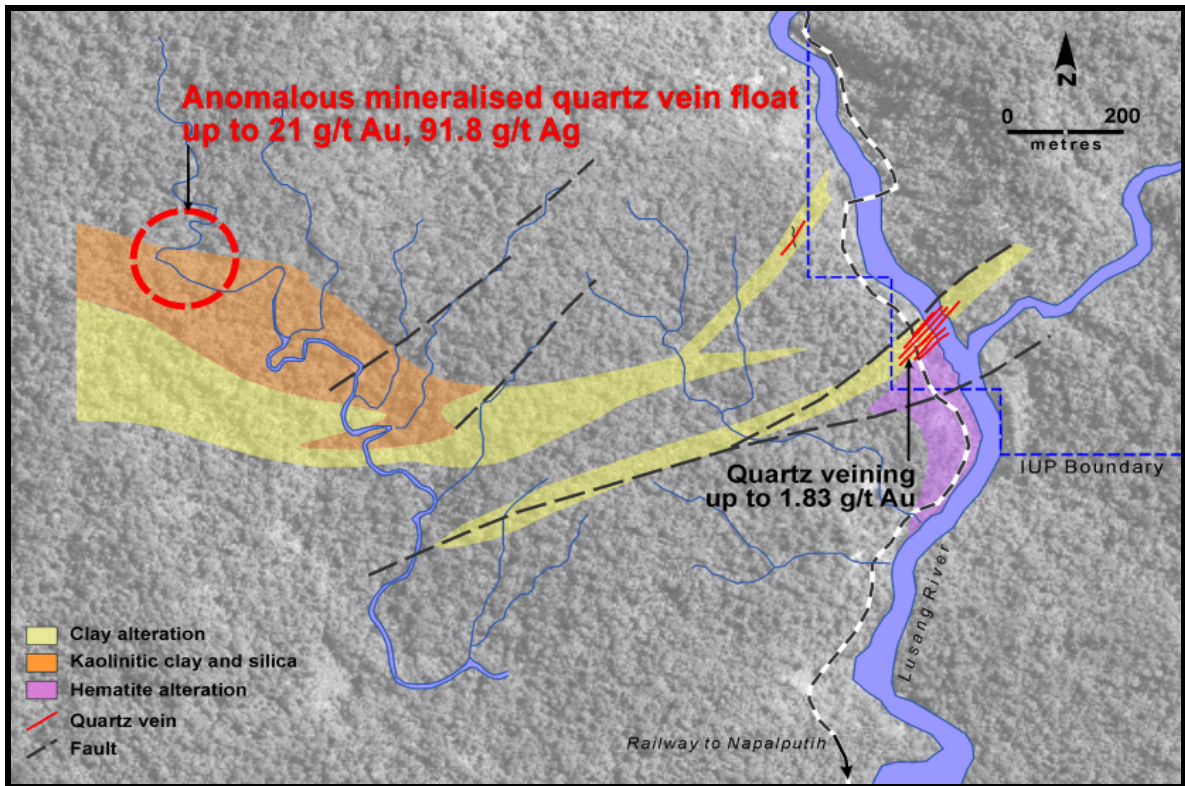 Anomalous mineralised quartz vein float
up to 21 g/t Au, 91.8 g/t Ag
N
0 200
metres
IUP Boundary
Quartz veining
up to 1.83 g/t Au
Lusang River
Clay alteration
Kaolinitic clay and silica
Hematite alteration
Quartz vein
Fault
Railway to Napalputih